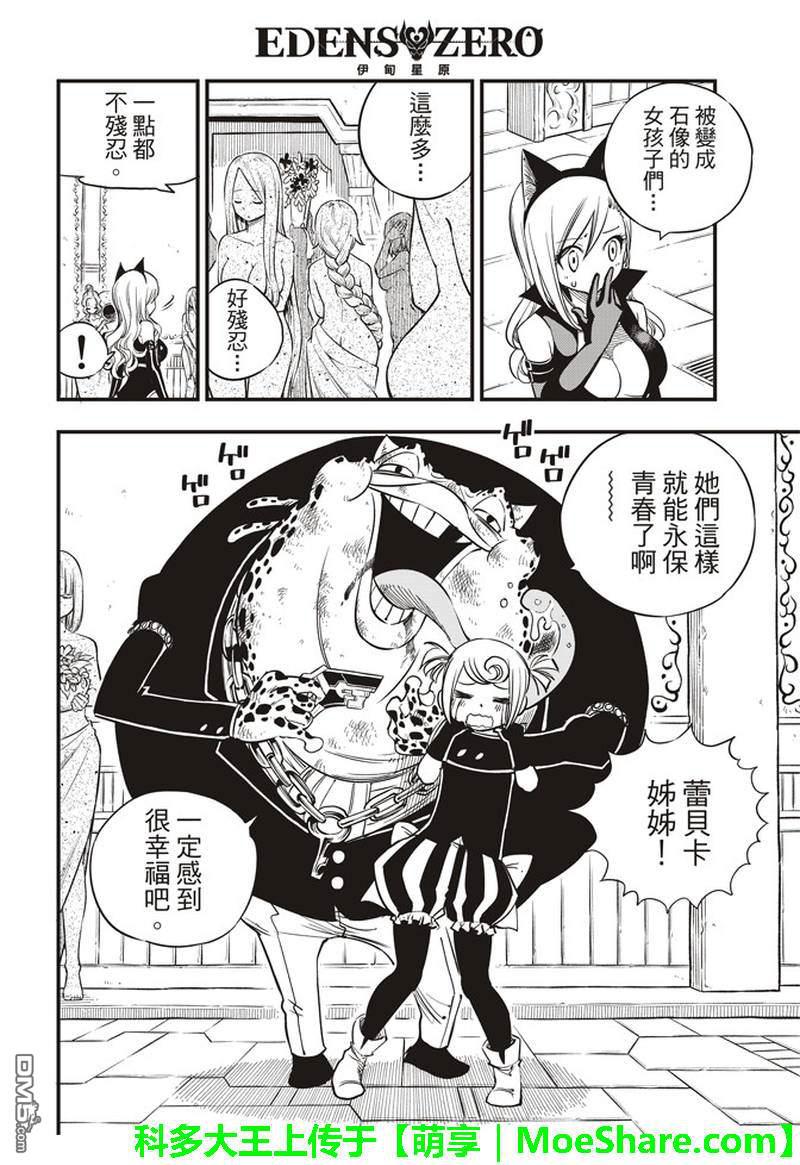 EDENS ZERO
伊甸星原
被變成
石像的
女孩子們…
這麼多…
好殘忍…
一點都
不殘忍。
！
她們這樣
就能永保
青春了啊
ゲロ
ゲロ
ゲロ
蕾貝卡
姊姊！
一定感到
很幸福吧。
DM5.com
科多大王上传于【萌享】 | MoeShare.com